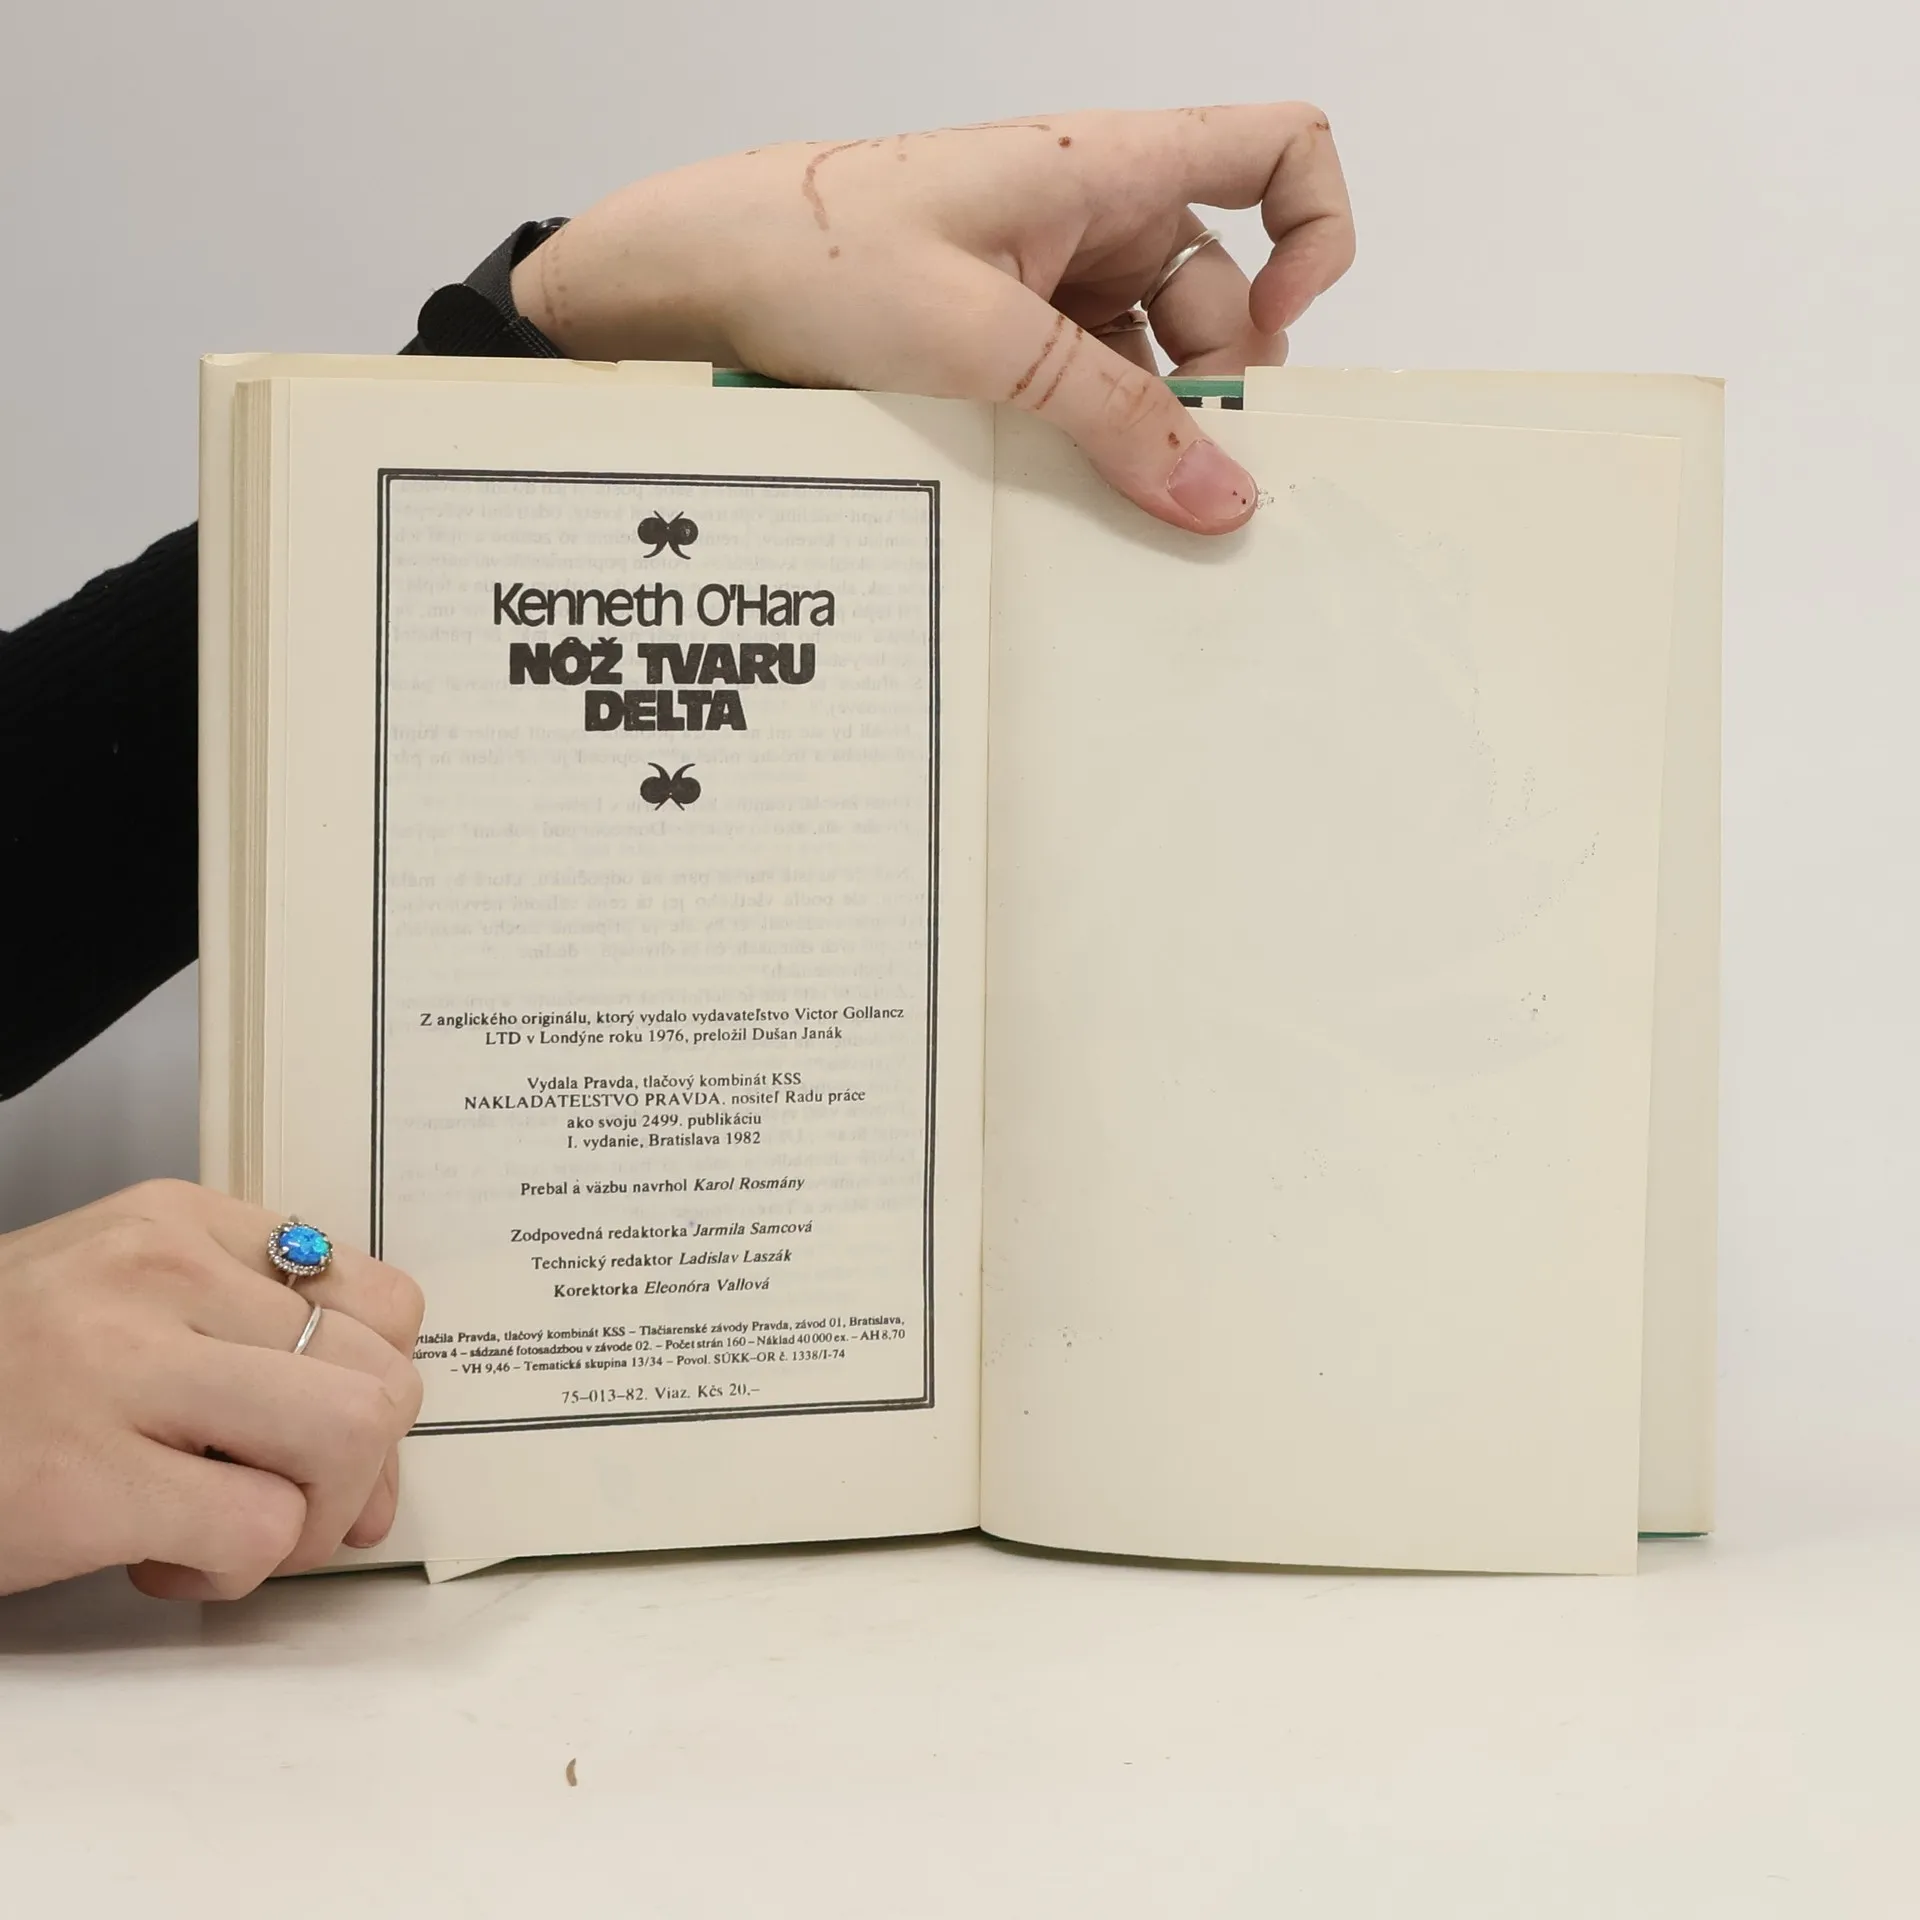 Kenneth O'Hara
NÔŽ TVARU
DELTA
Z anglického originálu, ktorý vydalo vydavateľstvo Victor Gollancz
LTD v Londýne roku 1976, preložil Dušan Janák
Vydala Pravda, tlačový kombinát KSS
NAKLADATEĽSTVO PRAVDA, nositeľ Radu práce
ako svoju 2499. publikáciu
I. vydanie, Bratislava 1982
Prebal a väzbu navrhol Karol Rosmány
Zodpovedná redaktorka Jarmila Samcová
Technický redaktor Ladislav Laszák
Korektorka Eleonóra Vallová
Pravda, tlačový kombinát KSS – Tlačiarenské závody Pravda, závod 01, Bratislava,
4 – sádzané fotosadzbou v závode 02. – Počet strán 160 – Náklad 40 000 ex. – AH 8,70
– VH 9,46 – Tematická skupina 13/34 – Povol. SÚKK–OR č. 1338/I-74
75–013–82. Viaz. Kčs 20,–